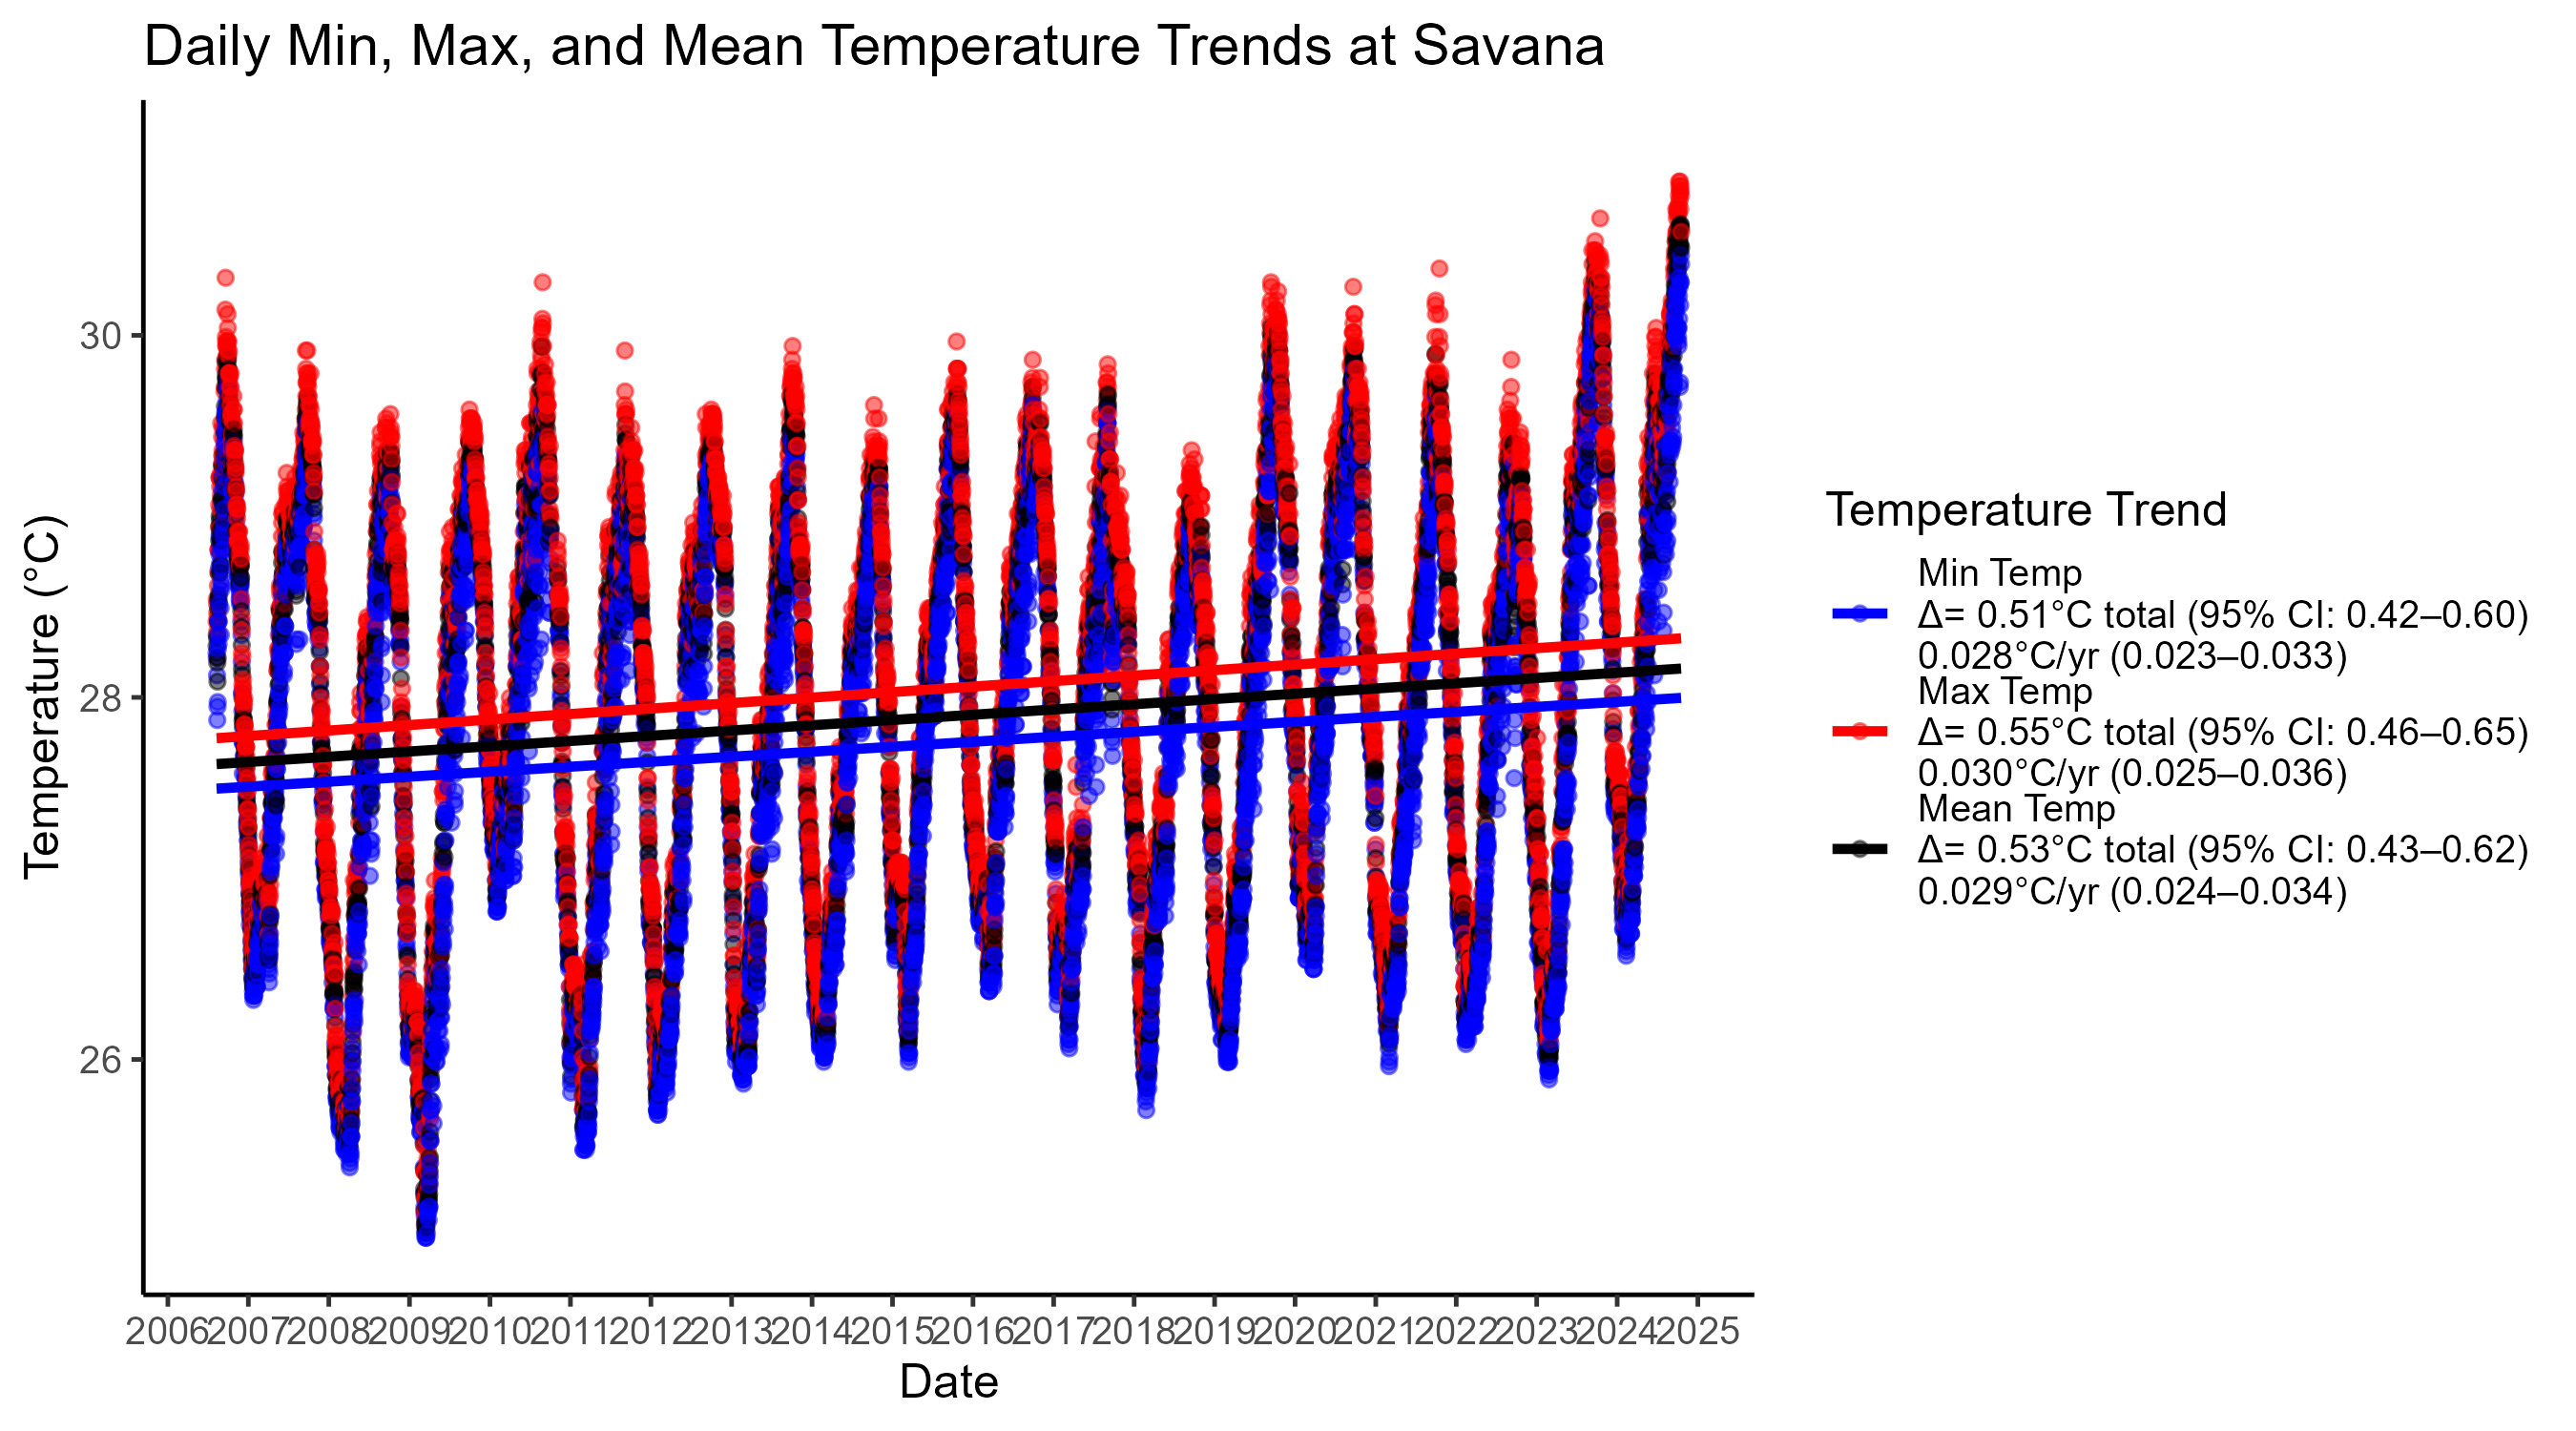 Daily Min, Max, and Mean Temperature Trends at Savana
Temperature (°C)
30
28
26
2006 2007 2008 2009 2010 2011 2012 2013 2014 2015 2016 2017 2018 2019 2020 2021 2022 2023 2024 2025
Date
Temperature Trend
Min Temp
Δ= 0.51°C total (95% CI: 0.42–0.60)
0.028°C/yr (0.023–0.033)
Max Temp
Δ= 0.55°C total (95% CI: 0.46–0.65)
0.030°C/yr (0.025–0.036)
Mean Temp
Δ= 0.53°C total (95% CI: 0.43–0.62)
0.029°C/yr (0.024–0.034)